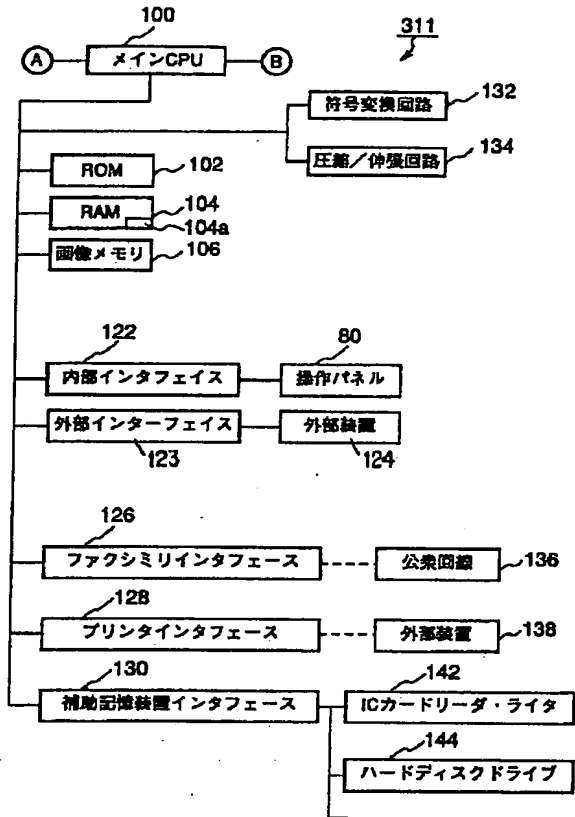 100
311
A
メインCPU
B
符号変換回路
132
圧縮/伸張回路
134
ROM
102
RAM
104
104a
画像メモリ
106
122
80
内部インタフェイス
操作パネル
外部インターフェイス
外部装置
123
124
126
ファクシミリインタフェース
公衆回線
136
128
プリンタインタフェース
外部装置
138
130
142
補助記憶装置インタフェース
ICカードリーダ・ライタ
144
ハードディスクドライブ